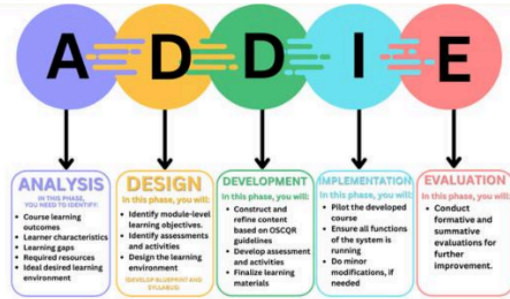 A D D I E
ANALYSIS
IN THIS PHASE,
YOU NEED TO IDENTIFY:
• Course learning
outcomes
• Learner characteristics
• Learning gaps
• Required resources
• Ideal desired learning
environment
DESIGN
In this phase, you will:
• Identify module-level
learning objectives.
• Identify assessments
and activities
• Design the learning
environment
(DEVELOP BLUEPRINT AND
SYLLABUS)
DEVELOPMENT
In this phase, you will:
• Construct and
refine content
based on OSCQR
guidelines
• Develop assessment
and activities
• Finalize learning
materials
IMPLEMENTATION
In this phase, you will:
• Pilot the developed
course
• Ensure all functions
of the system is
running
• Do minor
modifications, if
needed
EVALUATION
In this phase, you will:
• Conduct
formative and
summative
evaluations for
further
improvement.